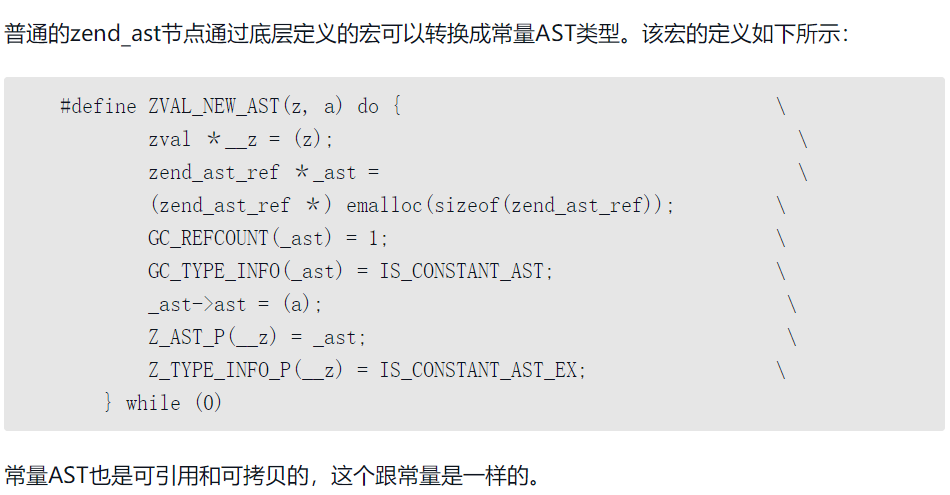 普通的zend_ast节点通过底层定义的宏可以转换成常量AST类型。该宏的定义如下所示：
#define ZVAL_NEW_AST(z, a) do { \
zval *__z = (z); \
zend_ast_ref *_ast = \
(zend_ast_ref *) emalloc(sizeof(zend_ast_ref)); \
GC_REFCOUNT(_ast) = 1; \
GC_TYPE_INFO(_ast) = IS_CONSTANT_AST; \
_ast->ast = (a); \
Z_AST_P(__z) = _ast; \
Z_TYPE_INFO_P(__z) = IS_CONSTANT_AST_EX; \
} while (0)
常量AST也是可引用和可拷贝的，这个跟常量是一样的。